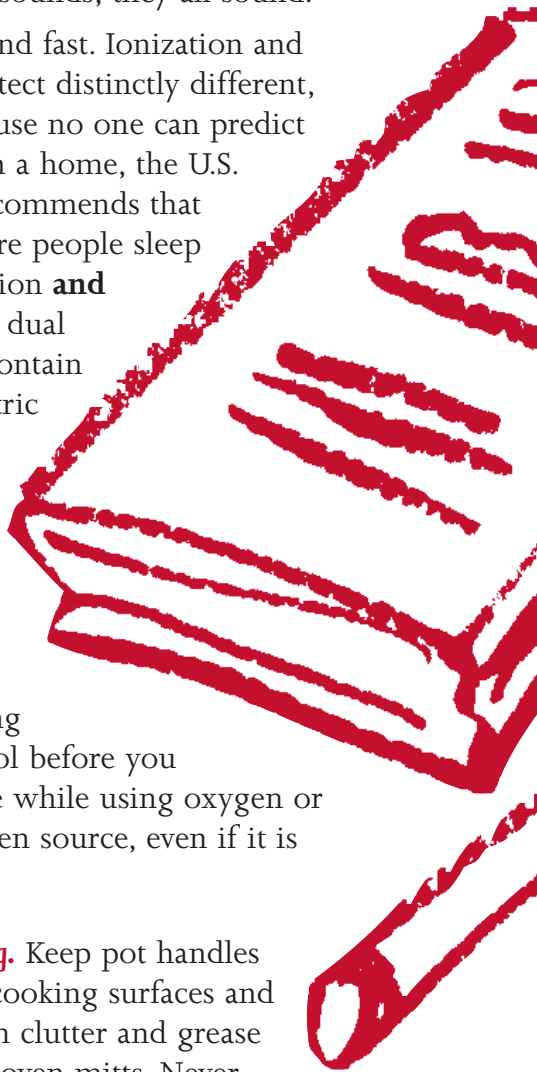 sounds, they all sound.
nd fast. Ionization and
tect distinctly different,
use no one can predict
n a home, the U.S.
commends that
re people sleep
ion and
dual
ontain
tric
ng
ol before you
e while using oxygen or
en source, even if it is
g. Keep pot handles
cooking surfaces and
n clutter and grease
oven mitts. Never